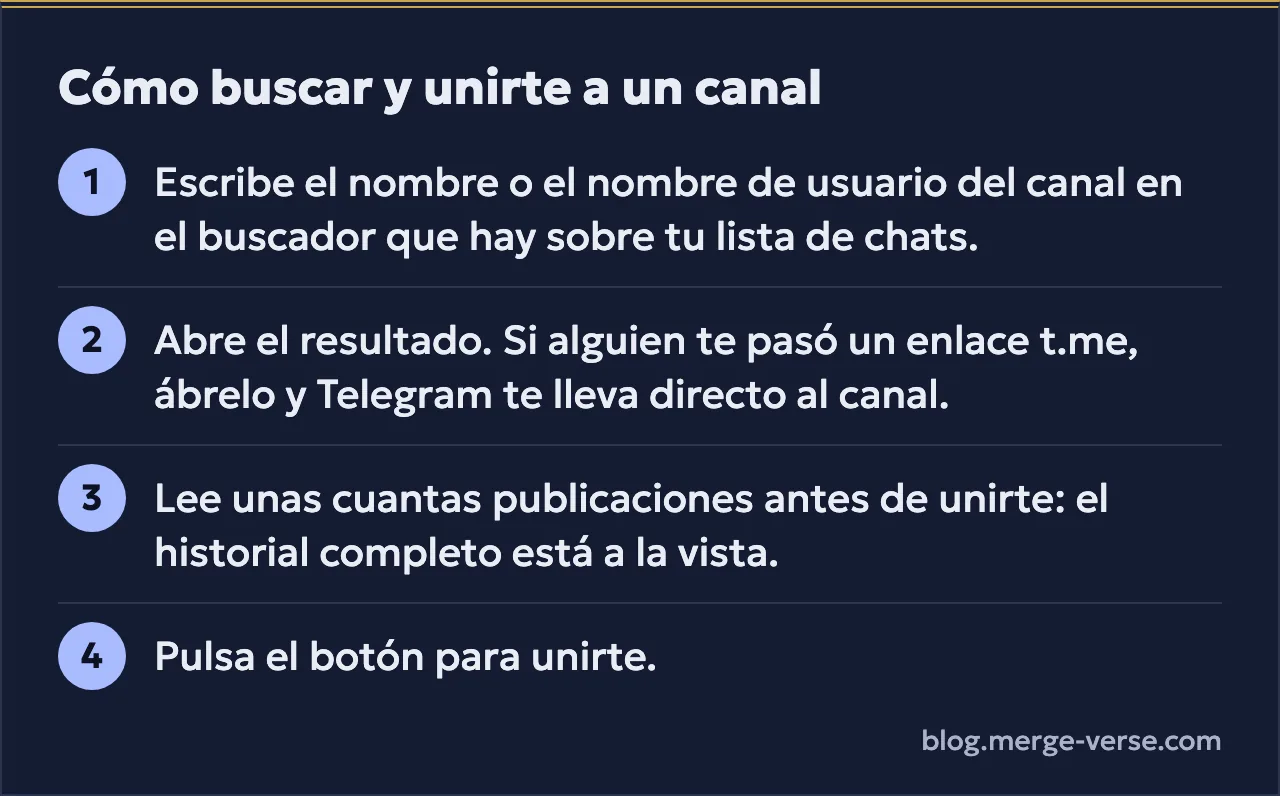 Cómo buscar y unirte a un canal
1
Escribe el nombre o el nombre de usuario del canal en
el buscador que hay sobre tu lista de chats.
2
Abre el resultado. Si alguien te pasó un enlace t.me,
ábrelo y Telegram te lleva directo al canal.
3
Lee unas cuantas publicaciones antes de unirte: el
historial completo está a la vista.
4
Pulsa el botón para unirte.
blog.merge-verse.com